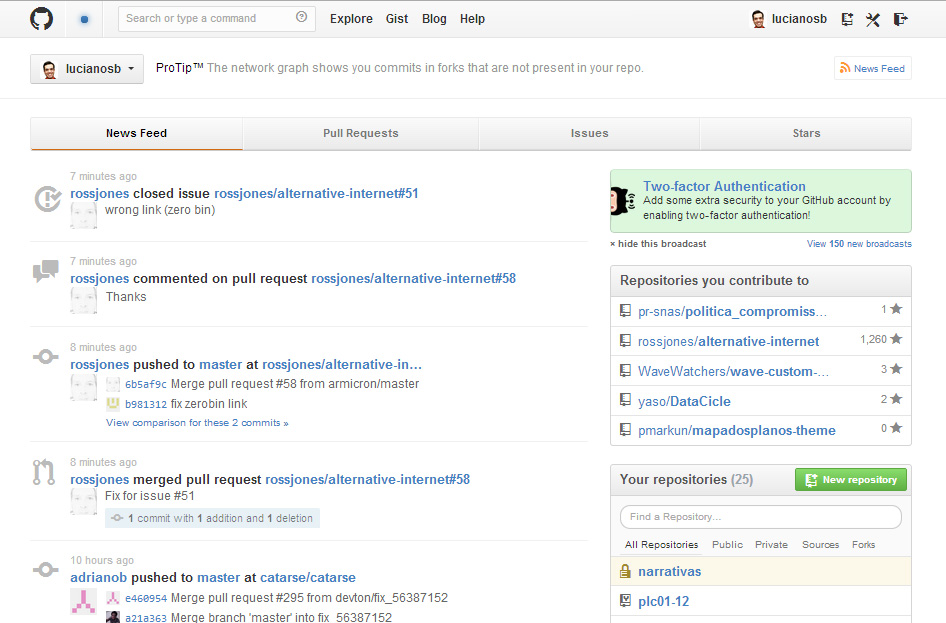 Search or type a command
Explore Gist Blog Help
lucianosb
lucianosb
ProTip™ The network graph shows you commits in forks that are not present in your repo.
News Feed
News Feed
Pull Requests
Issues
Stars
7 minutes ago
rossjones closed issue rossjones/alternative-internet#51
wrong link (zero bin)
7 minutes ago
rossjones commented on pull request rossjones/alternative-internet#58
Thanks
8 minutes ago
rossjones pushed to master at rossjones/alternative-in…
6b5af9c Merge pull request #58 from armicron/master
b981312 fix zerobin link
View comparison for these 2 commits »
8 minutes ago
rossjones merged pull request rossjones/alternative-internet#58
Fix for issue #51
1 commit with 1 addition and 1 deletion
10 hours ago
adrianob pushed to master at catarse/catarse
e460954 Merge pull request #295 from devton/fix_56387152
a21a363 Merge branch 'master' into fix_56387152
Two-factor Authentication
Add some extra security to your GitHub account by
enabling two-factor authentication!
× hide this broadcast
View 150 new broadcasts
Repositories you contribute to
pr-snas/politica_compromiss… 1
rossjones/alternative-internet 1,260
WaveWatchers/wave-custom-… 3
yaso/DataCicle 2
pmarkun/mapadosplanos-theme 0
Your repositories (25)
New repository
Find a Repository…
All Repositories Public Private Sources Forks
narrativas
plc01-12